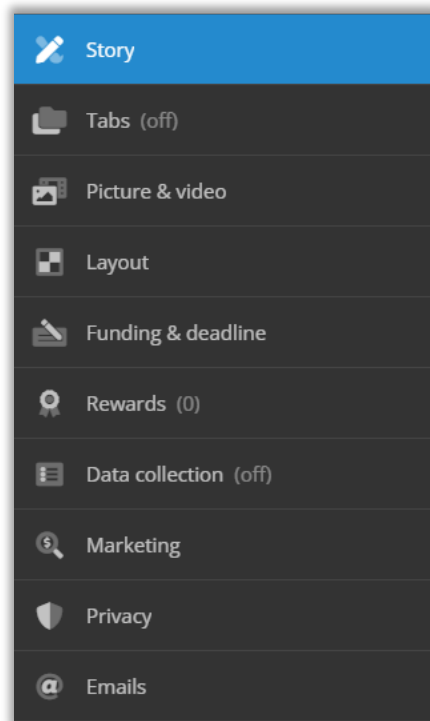 Story
Tabs (off)
Picture & video
Layout
Funding & deadline
Rewards (0)
Data collection (off)
Marketing
Privacy
Emails